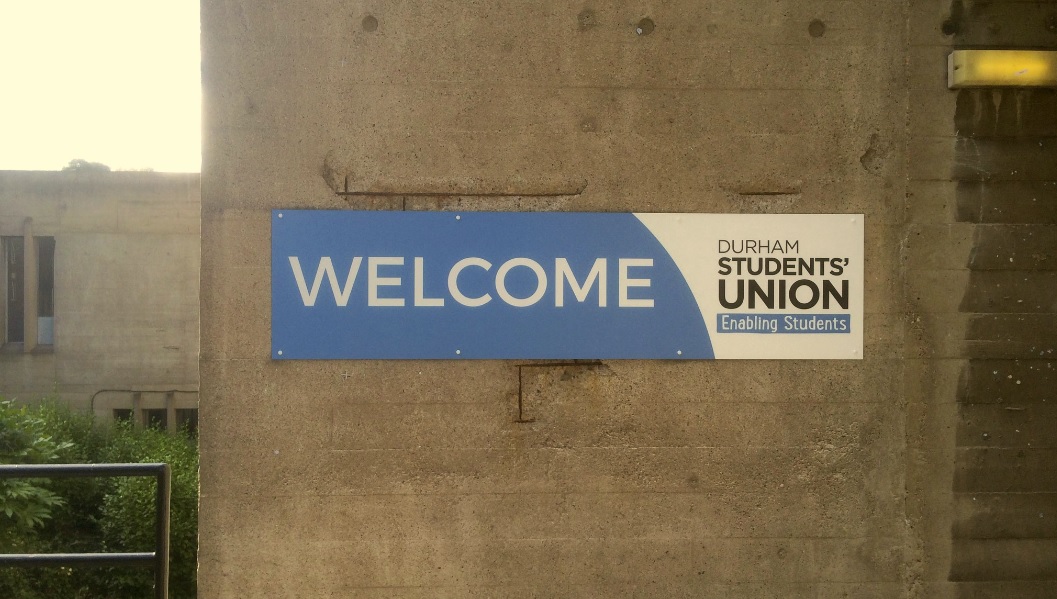 WELCOME
DURHAM
STUDENTS'
UNION
Enabling Students